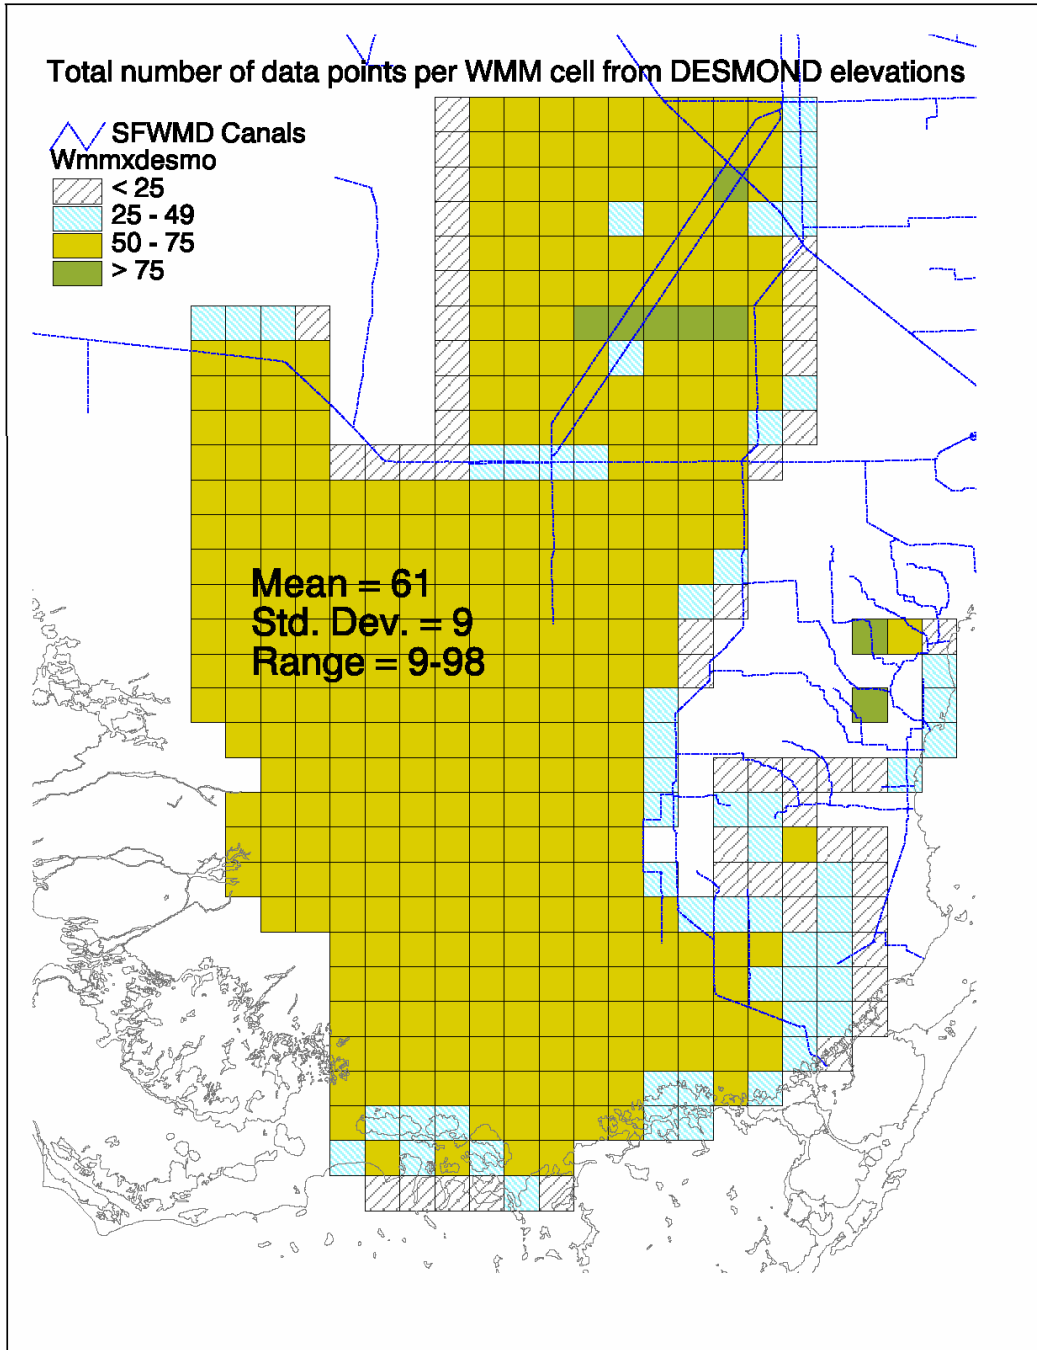 Total number of data points per WMM cell from DESMOND elevations
SFWMD Canals
Wmmxdesmo
< 25
25 - 49
50 - 75
> 75
Mean = 61
Std. Dev. = 9
Range = 9-98